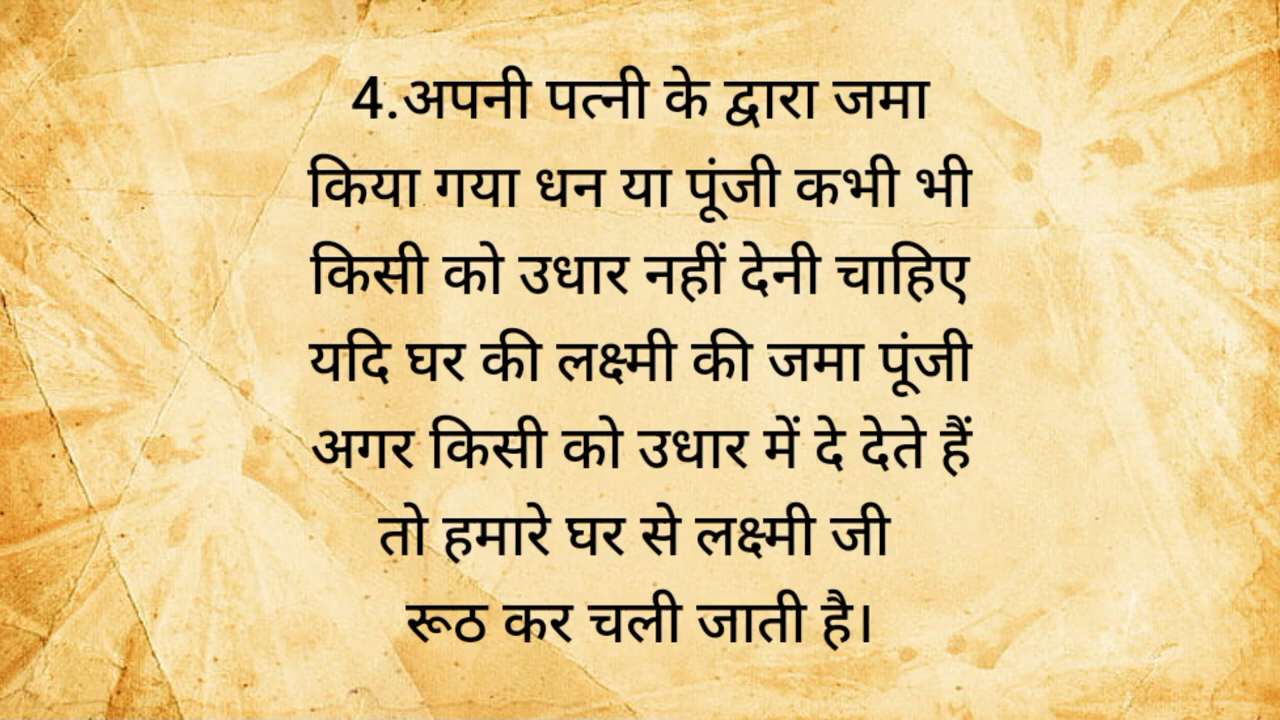 4.अपनी पत्नी के द्वारा जमा
किया गया धन या पूंजी कभी भी
किसी को उधार नहीं देनी चाहिए
यदि घर की लक्ष्मी की जमा पूंजी
अगर किसी को उधार में दे देते हैं
तो हमारे घर से लक्ष्मी जी
रूठ कर चली जाती है।